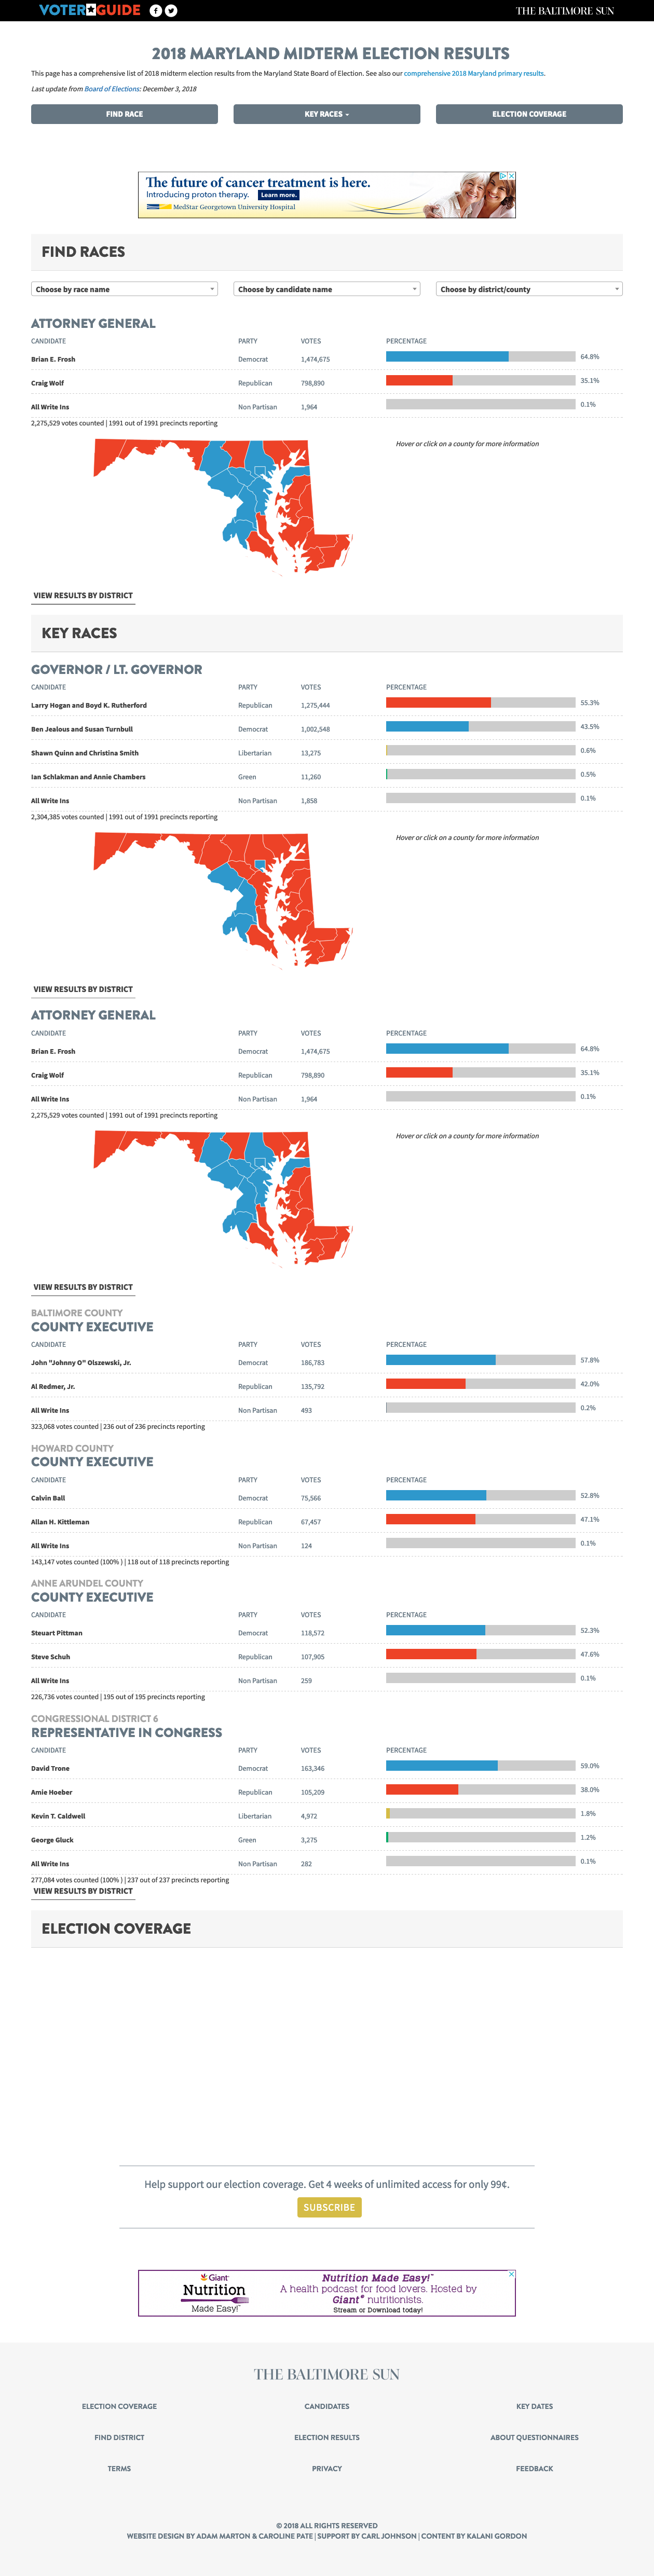 VOTER GUIDE
THE BALTIMORE SUN
2018 MARYLAND MIDTERM ELECTION RESULTS
This page has a comprehensive list of 2018 midterm election results from the Maryland State Board of Election. See also our comprehensive 2018 Maryland primary results.
Last update from Board of Elections: December 3, 2018
FIND RACE
KEY RACES
ELECTION COVERAGE
The future of cancer treatment is here.
Introducing proton therapy. Learn more.
MedStar Georgetown University Hospital
FIND RACES
Choose by race name
Choose by candidate name
Choose by district/county
ATTORNEY GENERAL
CANDIDATE PARTY VOTES PERCENTAGE
Brian E. Frosh Democrat 1,474,675 64.8%
Craig Wolf Republican 798,890 35.1%
All Write Ins Non Partisan 1,964 0.1%
2,275,529 votes counted | 1991 out of 1991 precincts reporting
Hover or click on a county for more information
VIEW RESULTS BY DISTRICT
KEY RACES
GOVERNOR / LT. GOVERNOR
CANDIDATE PARTY VOTES PERCENTAGE
Larry Hogan and Boyd K. Rutherford Republican 1,275,444 55.3%
Ben Jealous and Susan Turnbull Democrat 1,002,548 43.5%
Shawn Quinn and Christina Smith Libertarian 13,275 0.6%
Ian Schlakman and Annie Chambers Green 11,260 0.5%
All Write Ins Non Partisan 1,858 0.1%
2,304,385 votes counted | 1991 out of 1991 precincts reporting
Hover or click on a county for more information
VIEW RESULTS BY DISTRICT
ATTORNEY GENERAL
CANDIDATE PARTY VOTES PERCENTAGE
Brian E. Frosh Democrat 1,474,675 64.8%
Craig Wolf Republican 798,890 35.1%
All Write Ins Non Partisan 1,964 0.1%
2,275,529 votes counted | 1991 out of 1991 precincts reporting
Hover or click on a county for more information
VIEW RESULTS BY DISTRICT
BALTIMORE COUNTY
COUNTY EXECUTIVE
CANDIDATE PARTY VOTES PERCENTAGE
John "Johnny O" Olszewski, Jr. Democrat 186,783 57.8%
Al Redmer, Jr. Republican 135,792 42.0%
All Write Ins Non Partisan 493 0.2%
323,068 votes counted | 236 out of 236 precincts reporting
HOWARD COUNTY
COUNTY EXECUTIVE
CANDIDATE PARTY VOTES PERCENTAGE
Calvin Ball Democrat 75,566 52.8%
Allan H. Kittleman Republican 67,457 47.1%
All Write Ins Non Partisan 124 0.1%
143,147 votes counted (100% ) | 118 out of 118 precincts reporting
ANNE ARUNDEL COUNTY
COUNTY EXECUTIVE
CANDIDATE PARTY VOTES PERCENTAGE
Steuart Pittman Democrat 118,572 52.3%
Steve Schuh Republican 107,905 47.6%
All Write Ins Non Partisan 259 0.1%
226,736 votes counted | 195 out of 195 precincts reporting
CONGRESSIONAL DISTRICT 6
REPRESENTATIVE IN CONGRESS
CANDIDATE PARTY VOTES PERCENTAGE
David Trone Democrat 163,346 59.0%
Amie Hoeber Republican 105,209 38.0%
Kevin T. Caldwell Libertarian 4,972 1.8%
George Gluck Green 3,275 1.2%
All Write Ins Non Partisan 282 0.1%
277,084 votes counted (100% ) | 237 out of 237 precincts reporting
VIEW RESULTS BY DISTRICT
ELECTION COVERAGE
Help support our election coverage. Get 4 weeks of unlimited access for only 99¢.
SUBSCRIBE
Giant
Nutrition
Made Easy!
Nutrition Made Easy!™
A health podcast for food lovers. Hosted by
Giant® nutritionists.
Stream or Download today!
THE BALTIMORE SUN
ELECTION COVERAGE CANDIDATES KEY DATES
FIND DISTRICT ELECTION RESULTS ABOUT QUESTIONNAIRES
TERMS PRIVACY FEEDBACK
© 2018 ALL RIGHTS RESERVED
WEBSITE DESIGN BY ADAM MARTON & CAROLINE PATE | SUPPORT BY CARL JOHNSON | CONTENT BY KALANI GORDON